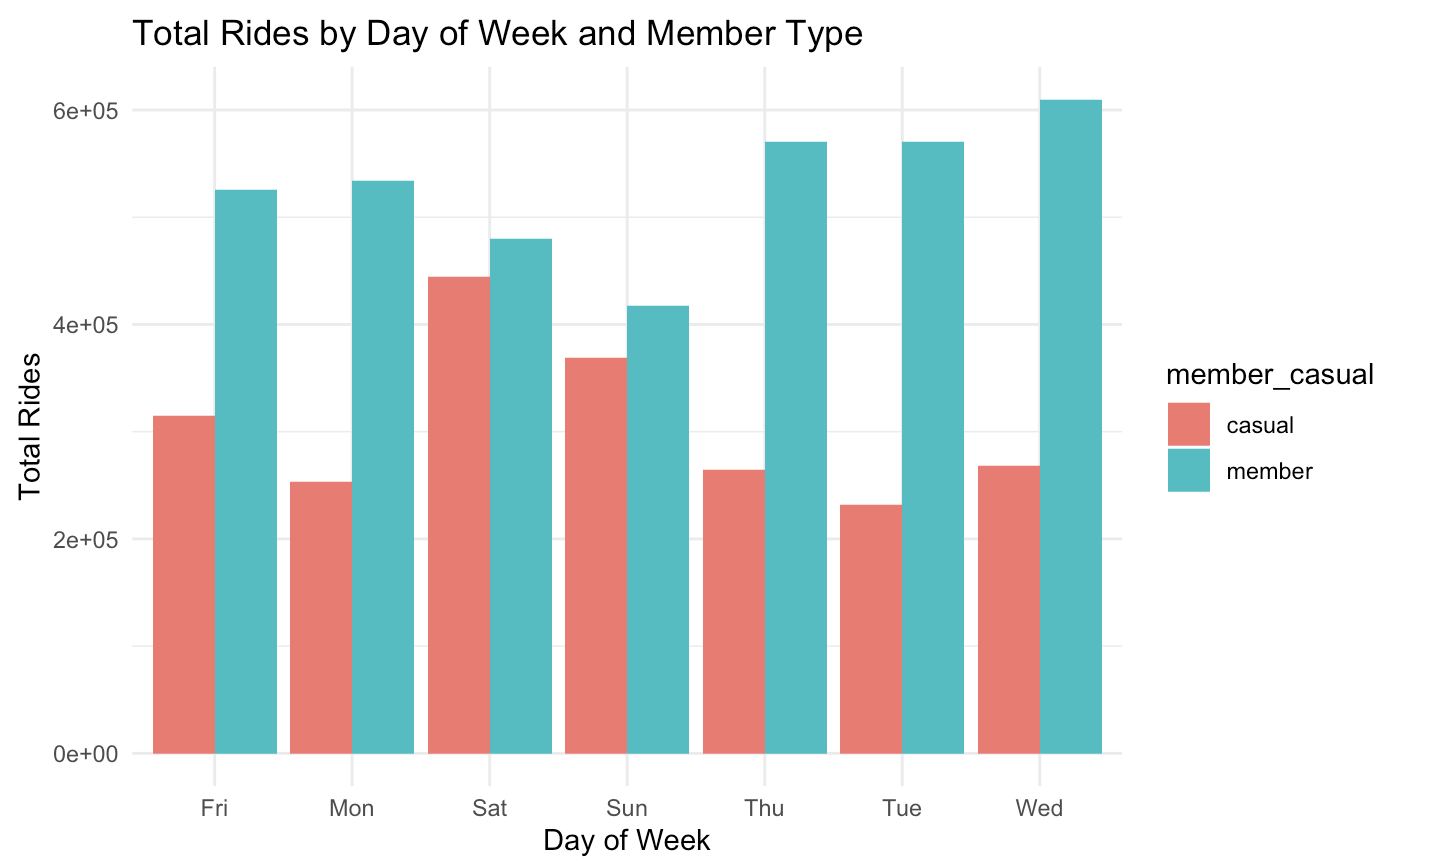 Total Rides by Day of Week and Member Type
6e+05
4e+05
2e+05
0e+00
Total Rides
Fri Mon Sat Sun Thu Tue Wed
Day of Week
member_casual
casual
member